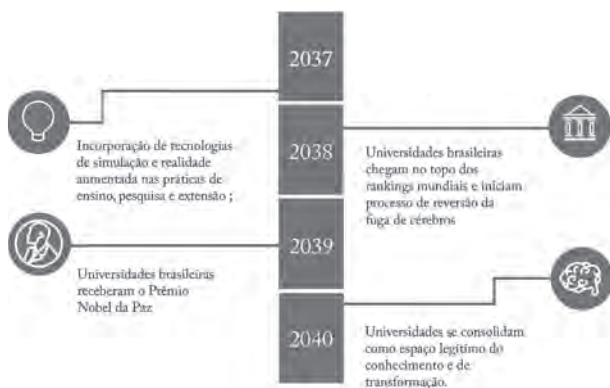 2037
Incorporação de tecnologias
de simulação e realidade
aumentada nas práticas de
ensino, pesquisa e extensão ;
2038
Universidades brasileiras
chegam no topo dos
rankings mundiais e iniciam
processo de reversão da
fuga de cérebros
2039
Universidades brasileiras
receberam o Prêmio
Nobel da Paz
2040
Universidades se consolidam
como espaço legítimo do
conhecimento e de
transformação.